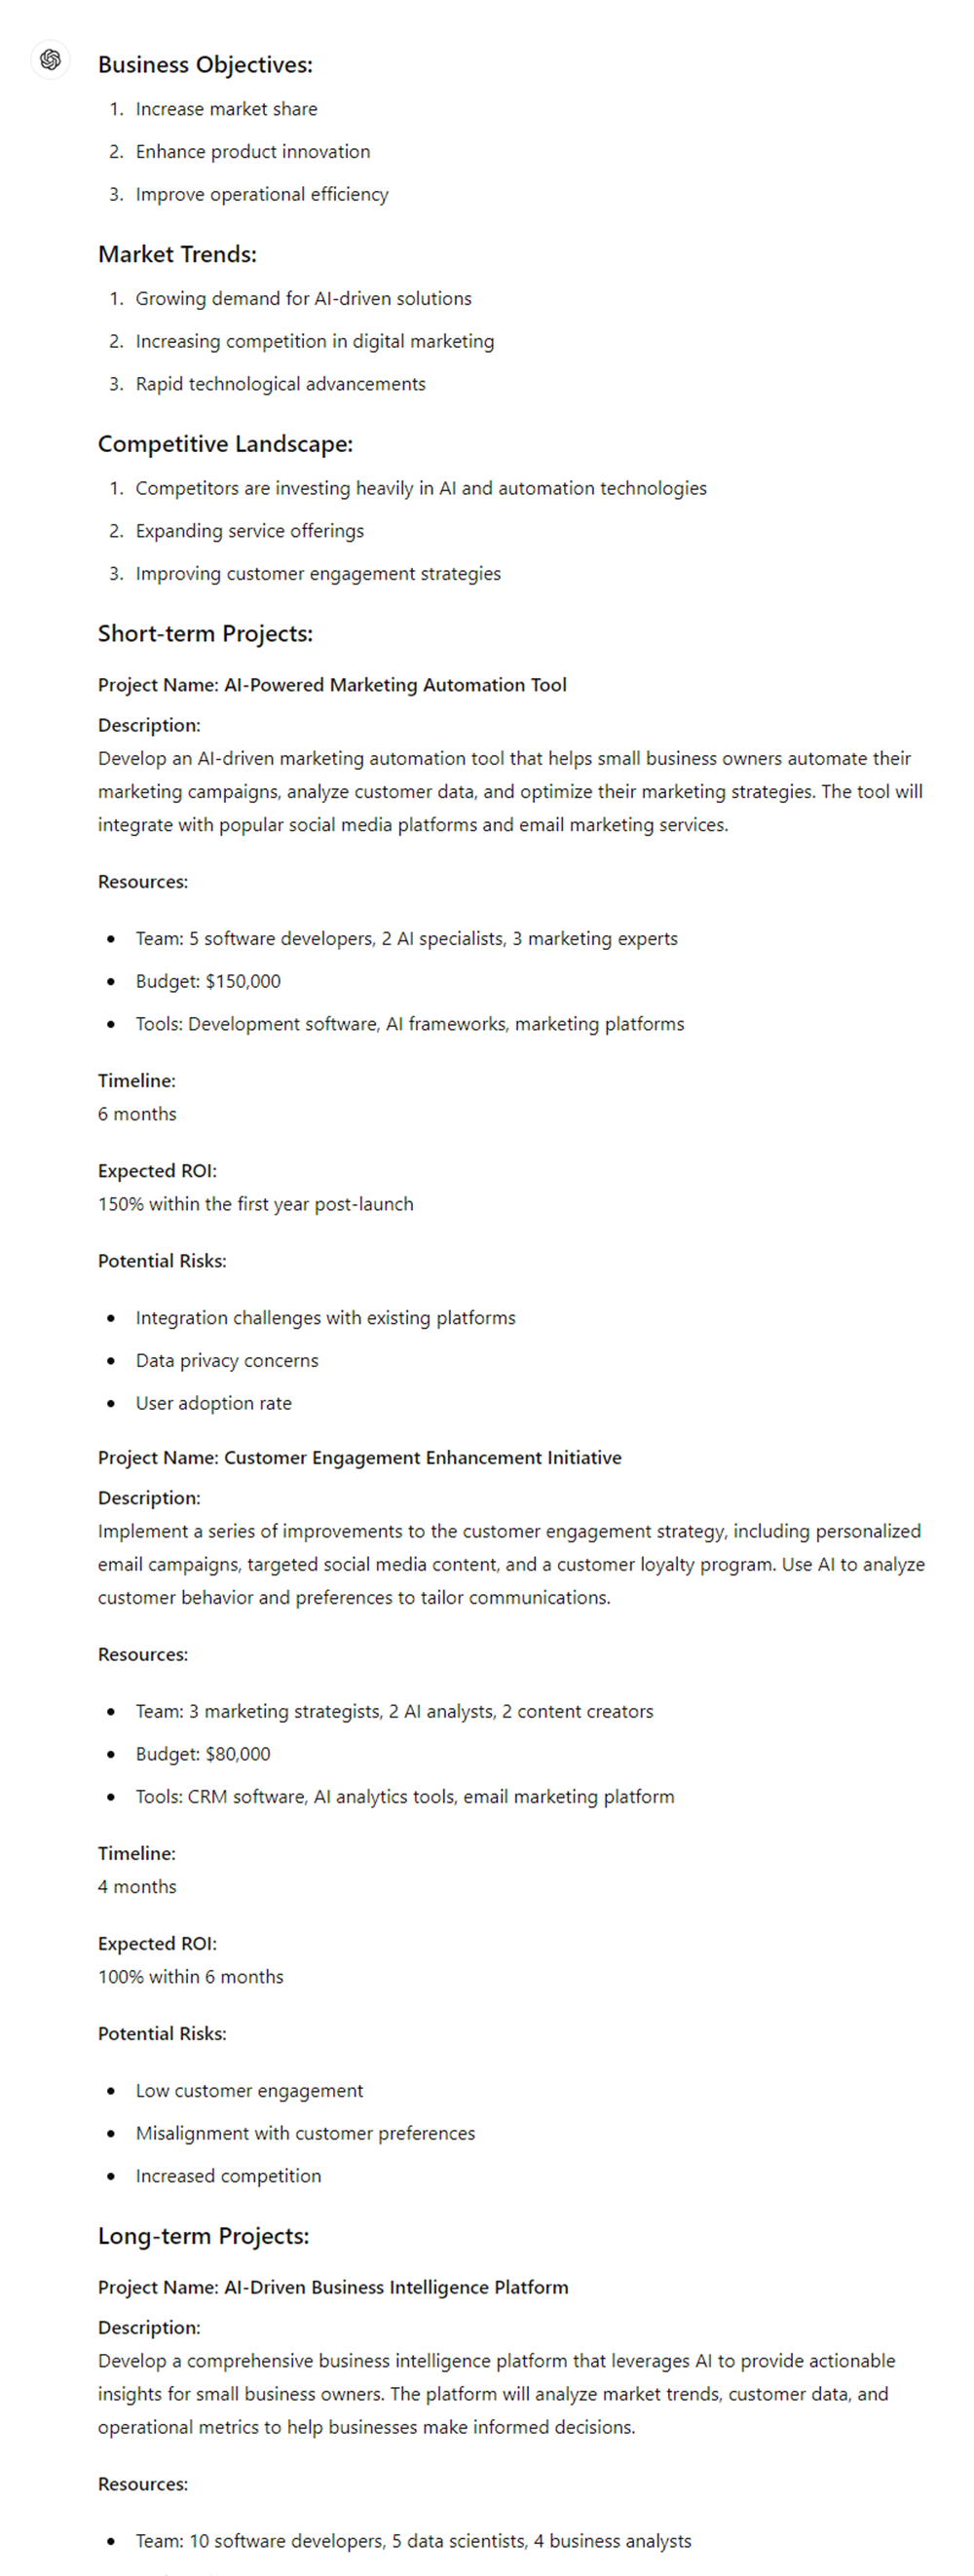 Business Objectives:
1. Increase market share
2. Enhance product innovation
3. Improve operational efficiency
Market Trends:
1. Growing demand for AI-driven solutions
2. Increasing competition in digital marketing
3. Rapid technological advancements
Competitive Landscape:
1. Competitors are investing heavily in AI and automation technologies
2. Expanding service offerings
3. Improving customer engagement strategies
Short-term Projects:
Project Name: AI-Powered Marketing Automation Tool
Description:
Develop an AI-driven marketing automation tool that helps small business owners automate their
marketing campaigns, analyze customer data, and optimize their marketing strategies. The tool will
integrate with popular social media platforms and email marketing services.
Resources:
• Team: 5 software developers, 2 AI specialists, 3 marketing experts
• Budget: $150,000
• Tools: Development software, AI frameworks, marketing platforms
Timeline:
6 months
Expected ROI:
150% within the first year post-launch
Potential Risks:
• Integration challenges with existing platforms
• Data privacy concerns
• User adoption rate
Project Name: Customer Engagement Enhancement Initiative
Description:
Implement a series of improvements to the customer engagement strategy, including personalized
email campaigns, targeted social media content, and a customer loyalty program. Use AI to analyze
customer behavior and preferences to tailor communications.
Resources:
• Team: 3 marketing strategists, 2 AI analysts, 2 content creators
• Budget: $80,000
• Tools: CRM software, AI analytics tools, email marketing platform
Timeline:
4 months
Expected ROI:
100% within 6 months
Potential Risks:
• Low customer engagement
• Misalignment with customer preferences
• Increased competition
Long-term Projects:
Project Name: AI-Driven Business Intelligence Platform
Description:
Develop a comprehensive business intelligence platform that leverages AI to provide actionable
insights for small business owners. The platform will analyze market trends, customer data, and
operational metrics to help businesses make informed decisions.
Resources:
• Team: 10 software developers, 5 data scientists, 4 business analysts